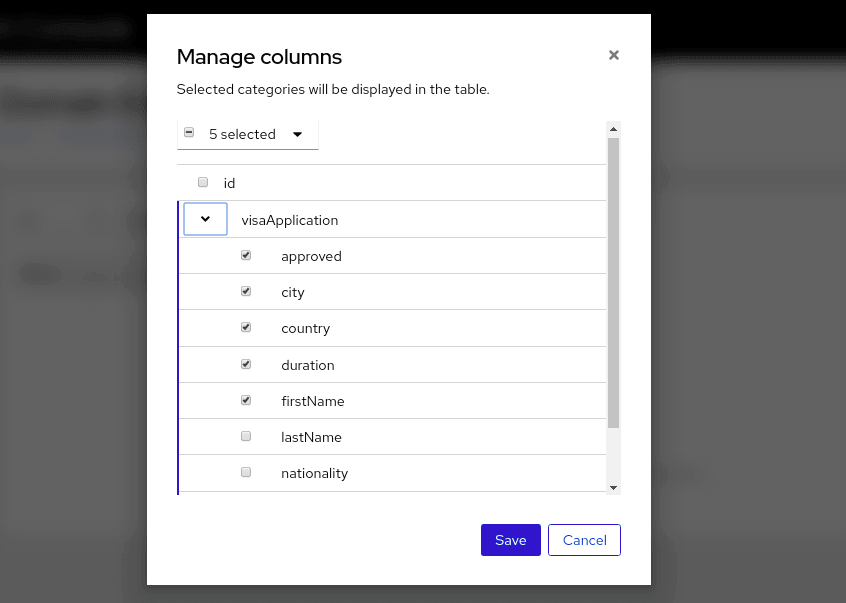 Manage columns
Selected categories will be displayed in the table.
5 selected
id
visaApplication
approved
city
country
duration
firstName
lastName
nationality
Save Cancel